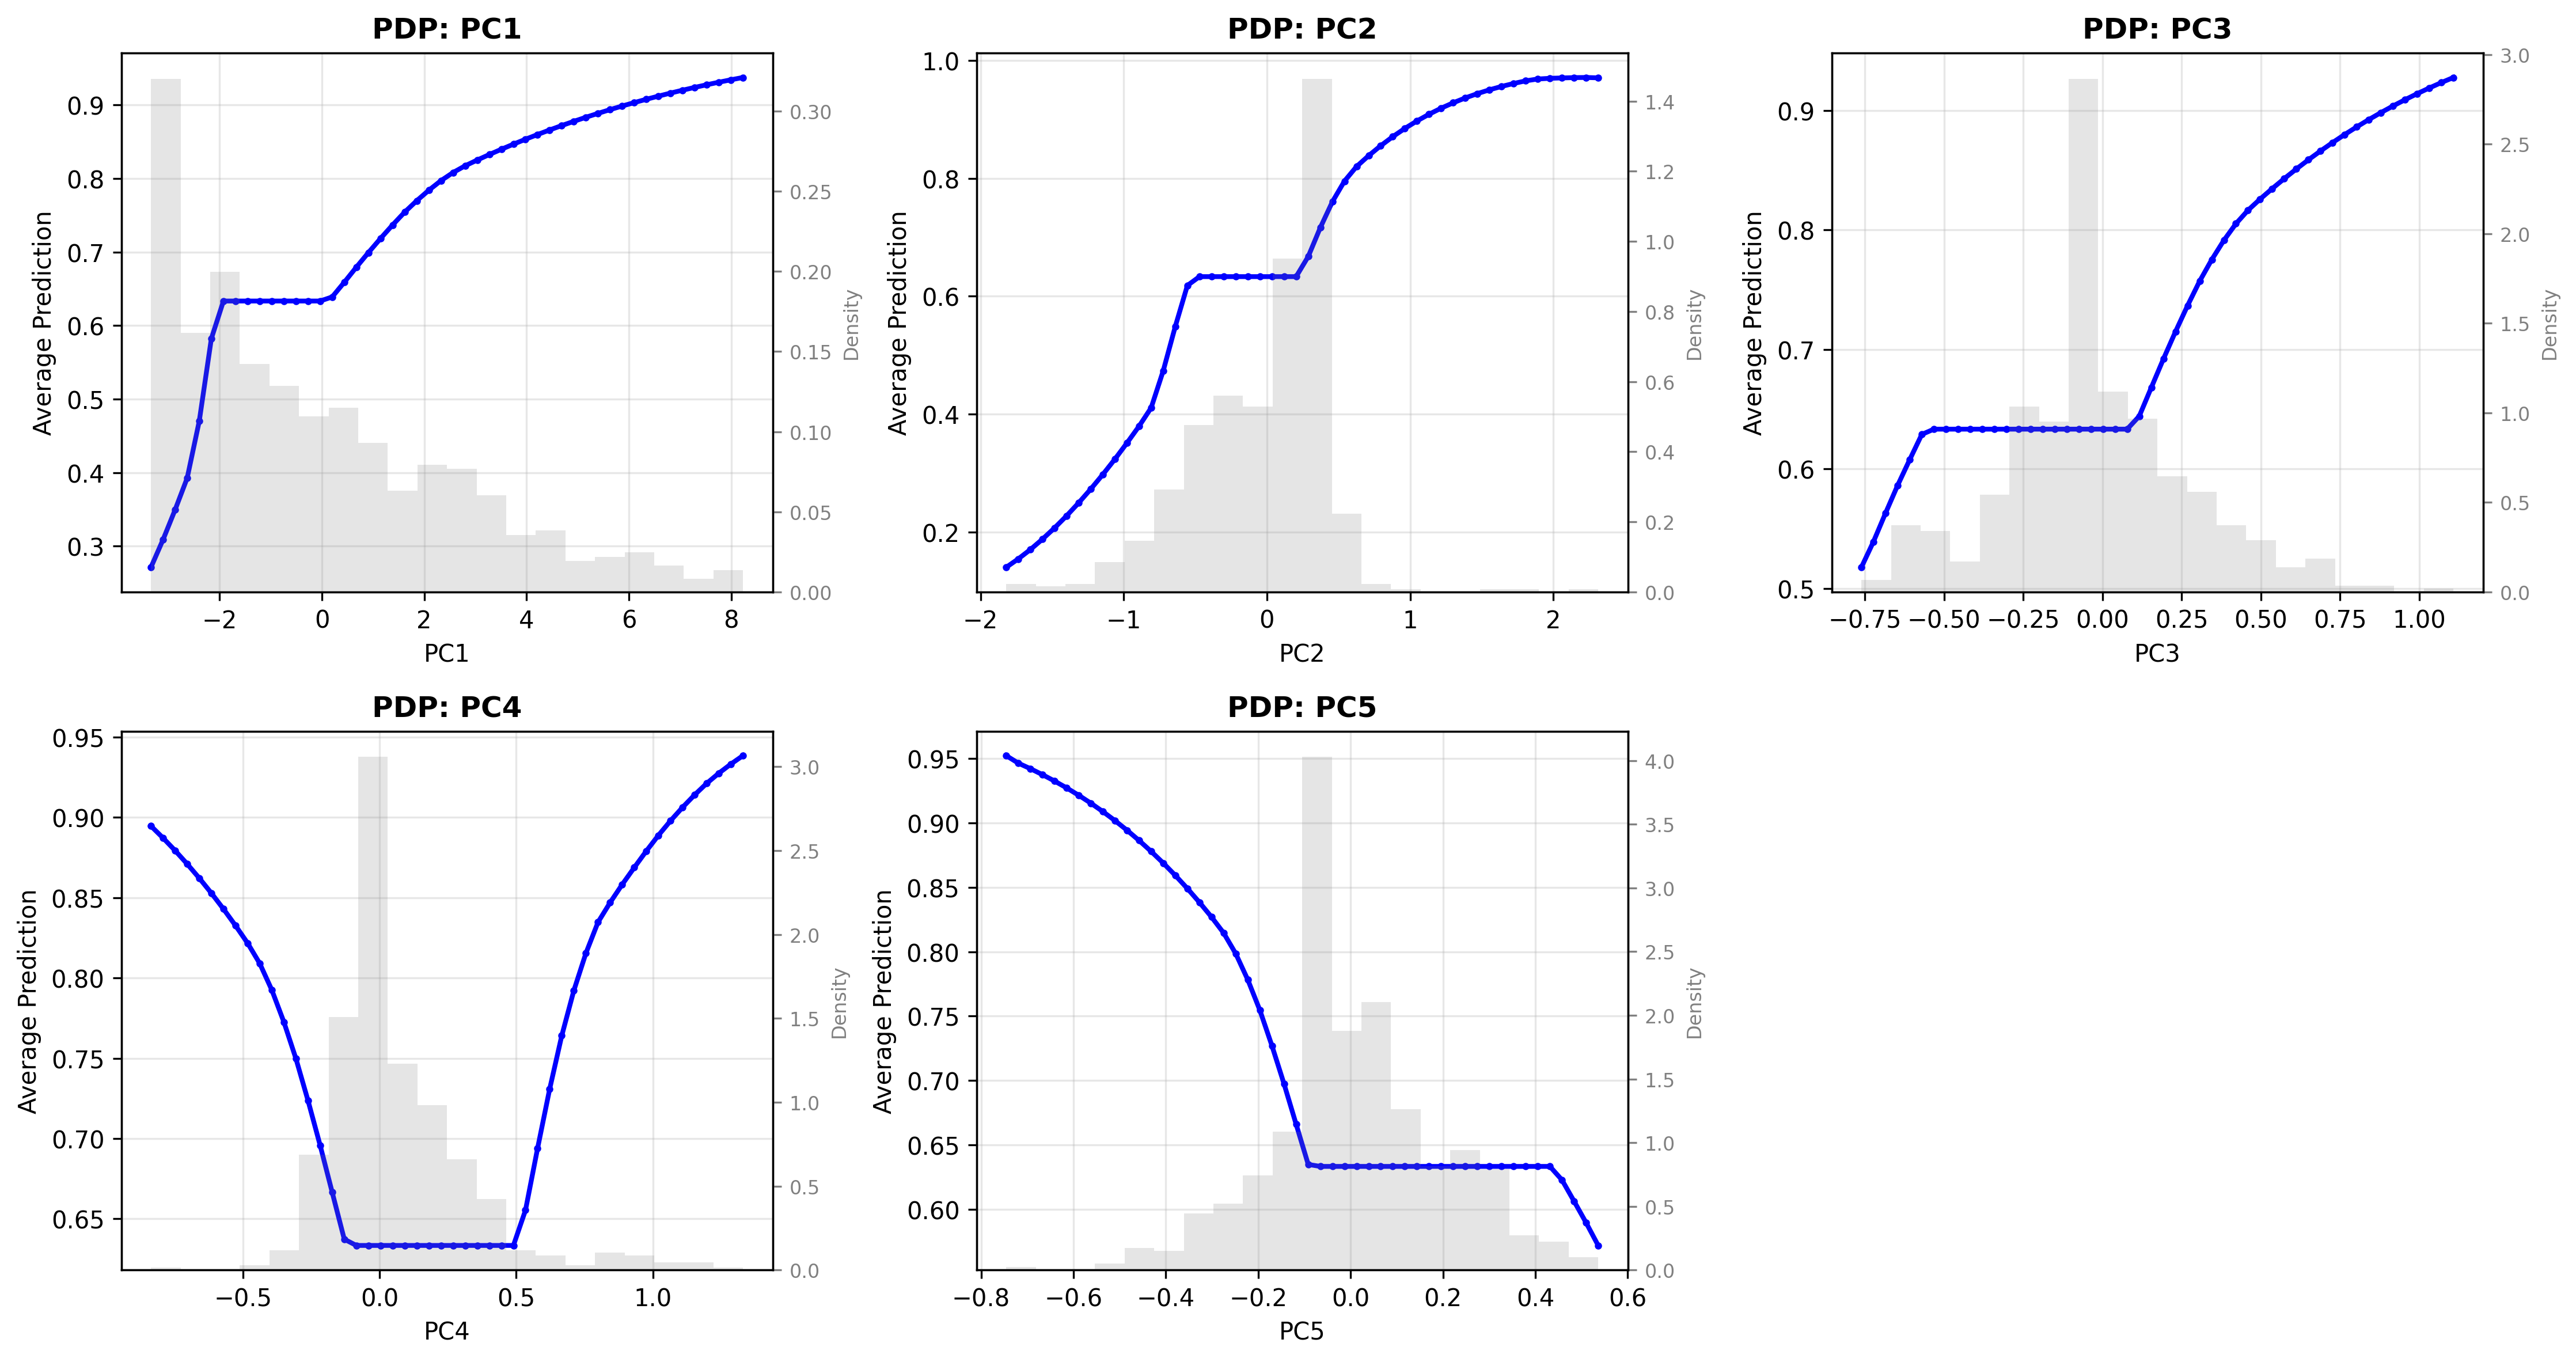 PDP: PC1
Average Prediction
0.9
0.8
0.7
0.6
0.5
0.4
0.3
0.30
0.25
0.20
0.15
0.10
0.05
0.00
Density
−2 0 2 4 6 8
PC1
PDP: PC2
Average Prediction
1.0
0.8
0.6
0.4
0.2
1.4
1.2
1.0
0.8
0.6
0.4
0.2
0.0
Density
−2 −1 0 1 2
PC2
PDP: PC3
Average Prediction
0.9
0.8
0.7
0.6
0.5
3.0
2.5
2.0
1.5
1.0
0.5
0.0
Density
−0.75 −0.50 −0.25 0.00 0.25 0.50 0.75 1.00
PC3
PDP: PC4
Average Prediction
0.95
0.90
0.85
0.80
0.75
0.70
0.65
3.0
2.5
2.0
1.5
1.0
0.5
0.0
Density
−0.5 0.0 0.5 1.0
PC4
PDP: PC5
Average Prediction
0.95
0.90
0.85
0.80
0.75
0.70
0.65
0.60
4.0
3.5
3.0
2.5
2.0
1.5
1.0
0.5
0.0
Density
−0.8 −0.6 −0.4 −0.2 0.0 0.2 0.4 0.6
PC5